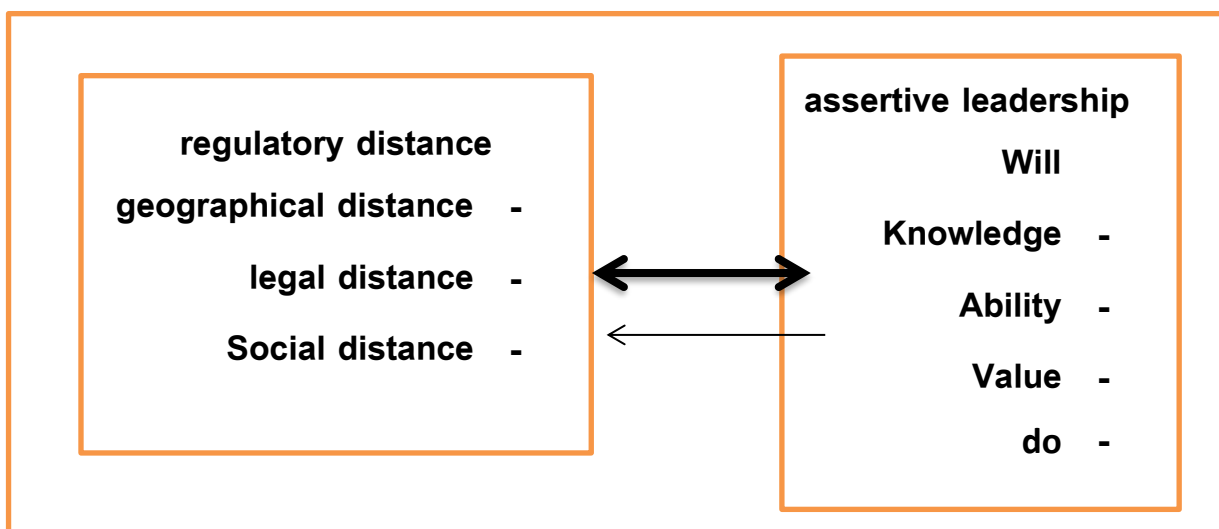 regulatory distance
geographical distance -
legal distance -
Social distance -
assertive leadership
Will
Knowledge -
Ability -
Value -
do -